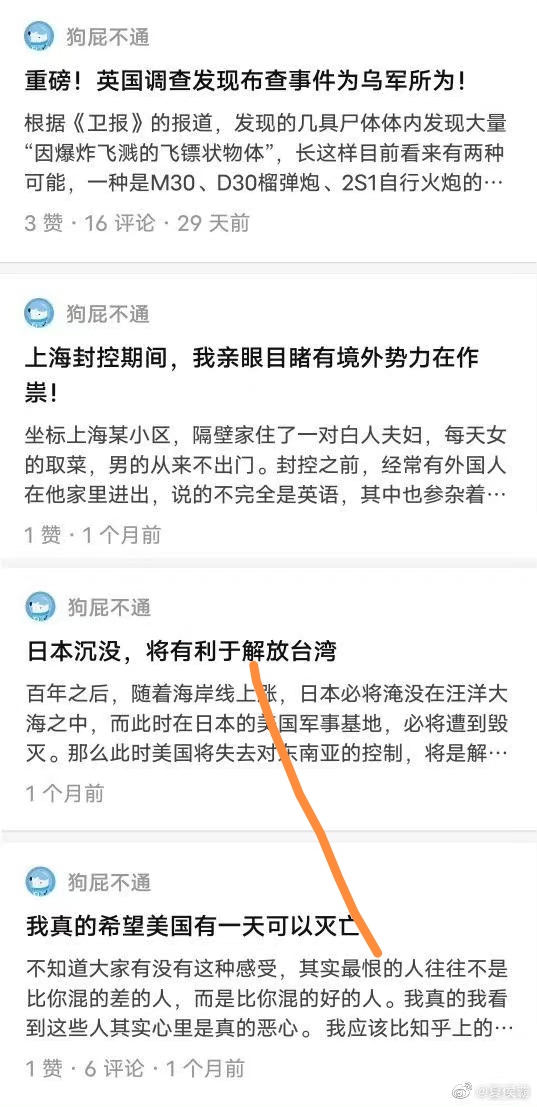 狗屁不通
重磅！英国调查发现布查事件为乌军所为！
根据《卫报》的报道，发现的几具尸体体内发现大量
“因爆炸飞溅的飞镖状物体”，长这样目前看来有两种
可能，一种是M30、D30榴弹炮、2S1自行火炮的…
3 赞 · 16 评论 · 29 天前
狗屁不通
上海封控期间，我亲眼目睹有境外势力在作
祟！
坐标上海某小区，隔壁家住了一对白人夫妇，每天女
的取菜，男的从来不出门。封控之前，经常有外国人
在他家里进出，说的不完全是英语，其中也参杂着…
1 赞 · 1 个月前
狗屁不通
日本沉没，将有利于解放台湾
百年之后，随着海岸线上涨，日本必将淹没在汪洋大
海之中，而此时在日本的美国军事基地，必将遭到毁
灭。那么此时美国将失去对东南亚的控制，将是解…
1 个月前
狗屁不通
我真的希望美国有一天可以灭亡
不知道大家有没有这种感受，其实最恨的人往往不是
比你混的差的人，而是比你混的好的人。我真的我看
到这些人其实心里是真的恶心。 我应该比知乎上的…
1 赞 · 6 评论 · 1 个月前